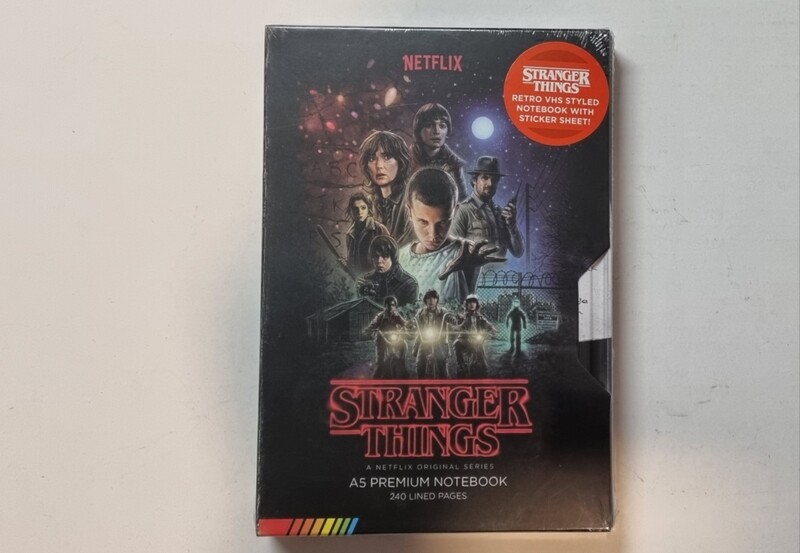 NETFLIX
STRANGER
THINGS
RETRO VHS STYLED
NOTEBOOK WITH
STICKER SHEET!
STRANGER
THINGS
A NETFLIX ORIGINAL SERIES
A5 PREMIUM NOTEBOOK
240 LINED PAGES